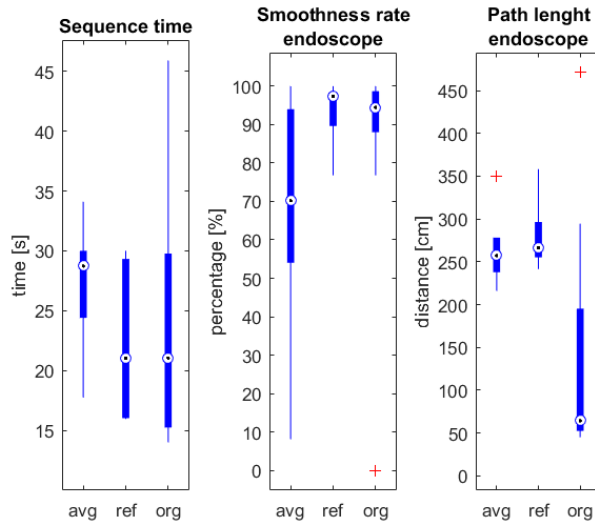 Sequence time
time [s]
45
40
35
30
25
20
15
avg ref org
Smoothness rate
endoscope
percentage [%]
100
90
80
70
60
50
40
30
20
10
0
avg ref org
Path lenght
endoscope
distance [cm]
450
400
350
300
250
200
150
100
50
0
avg ref org